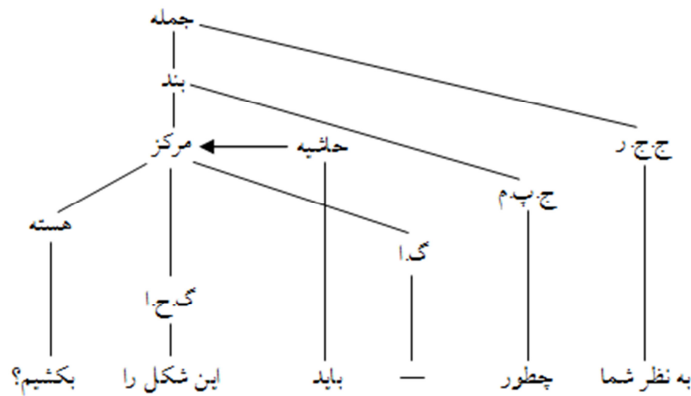 جمله
بند
ج.ج.ر
حاشیه
مرکز
ج.پ.م
هسته
گ.ا
گ.ح.ا
به نظر شما چطور — باید این شکل را بکشیم؟